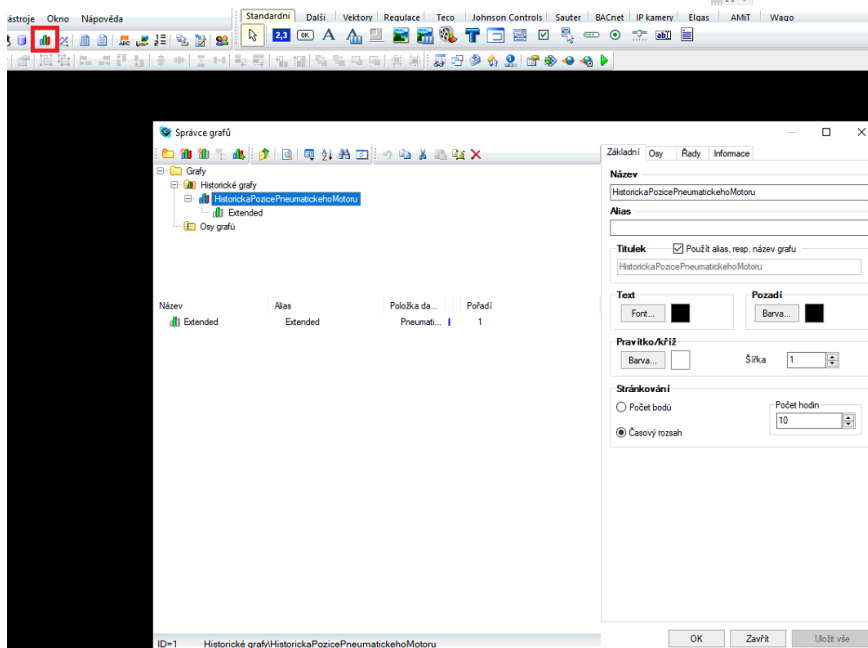 ástroje Okno Nápověda
Standardní Další Vektory Regulace Teco Johnson Controls Sauter BACnet IP kamery Elgas AMiT Wago
2,3 OK A A T abI
ABC
Správce grafů
Grafy
Historické grafy
HistorickaPozicePneumatickehoMotoru
Extended
Osy grafů
Název Alias Položka da... Pořadí
Extended Extended Pneumati... 1
Základní Osy Řady Informace
Název
HistorickaPozicePneumatickehoMotoru
Alias
Titulek Použít alias, resp. název grafu
HistorickaPozicePneumatickehoMotoru
Text Pozadí
Font... Barva...
Pravítko/kříž
Barva... Šířka 1
Stránkování
Počet bodů Počet hodin
10
Časový rozsah
OK Zavřít Uložit vše
ID=1 Historické grafy\HistorickaPozicePneumatickehoMotoru